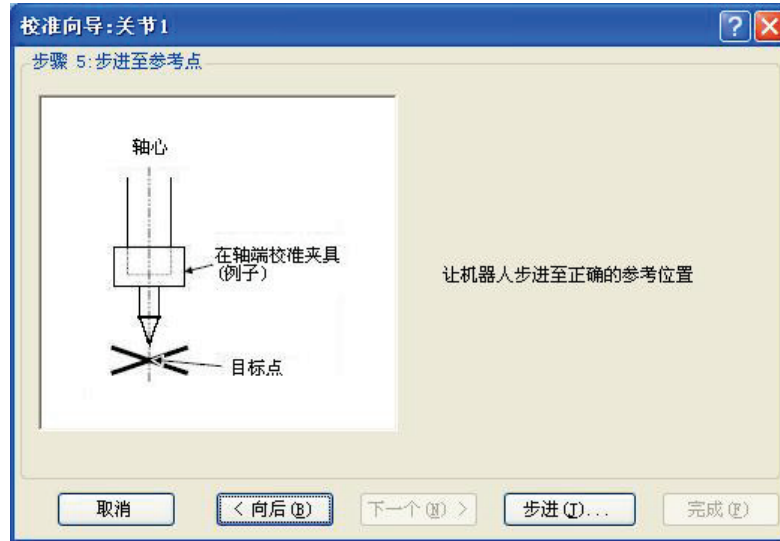 校准向导:关节1
步骤 5:步进至参考点
轴心
在轴端校准夹具
(例子)
目标点
让机器人步进至正确的参考位置
取消
< 向后(B)
下一个(N) >
步进(J)...
完成(F)